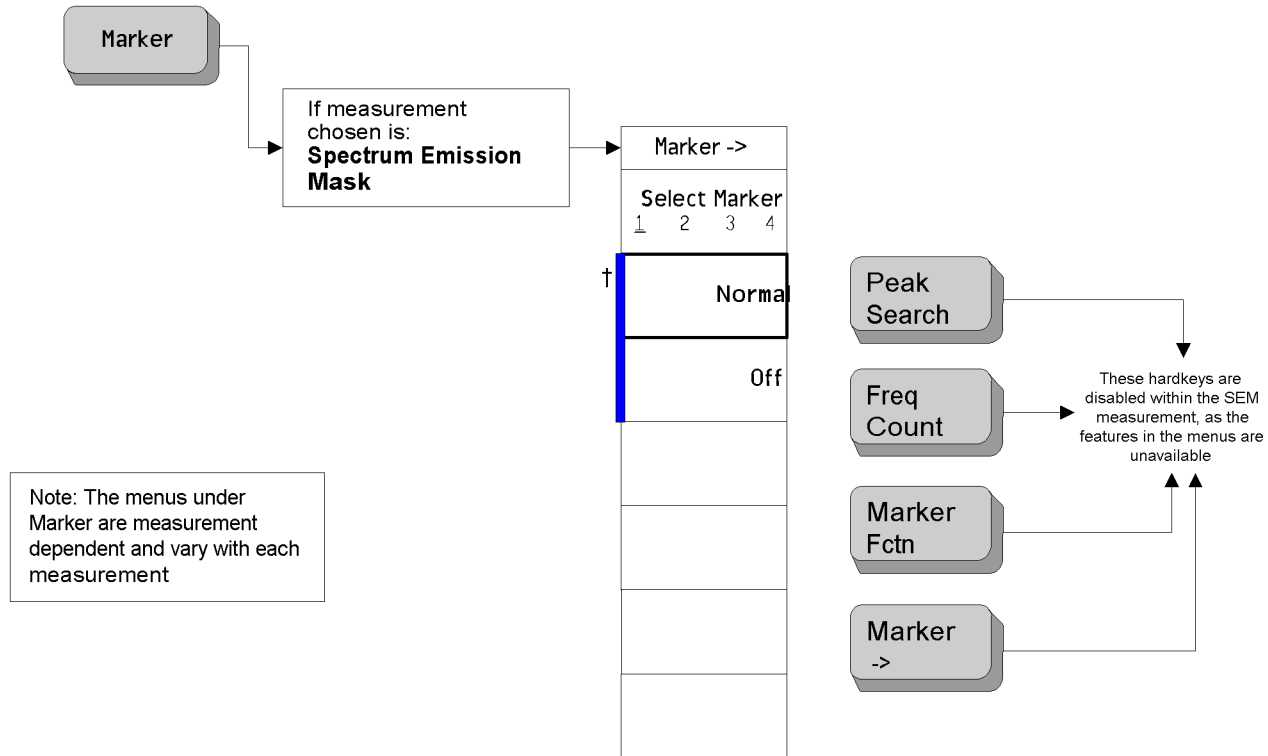 Marker
If measurement
chosen is:
Spectrum Emission
Mask
Marker ->
Select Marker
1 2 3 4
†
Normal
Off
Peak
Search
Freq
Count
Marker
Fctn
Marker
->
These hardkeys are
disabled within the SEM
measurement, as the
features in the menus are
unavailable
Note: The menus under
Marker are measurement
dependent and vary with each
measurement